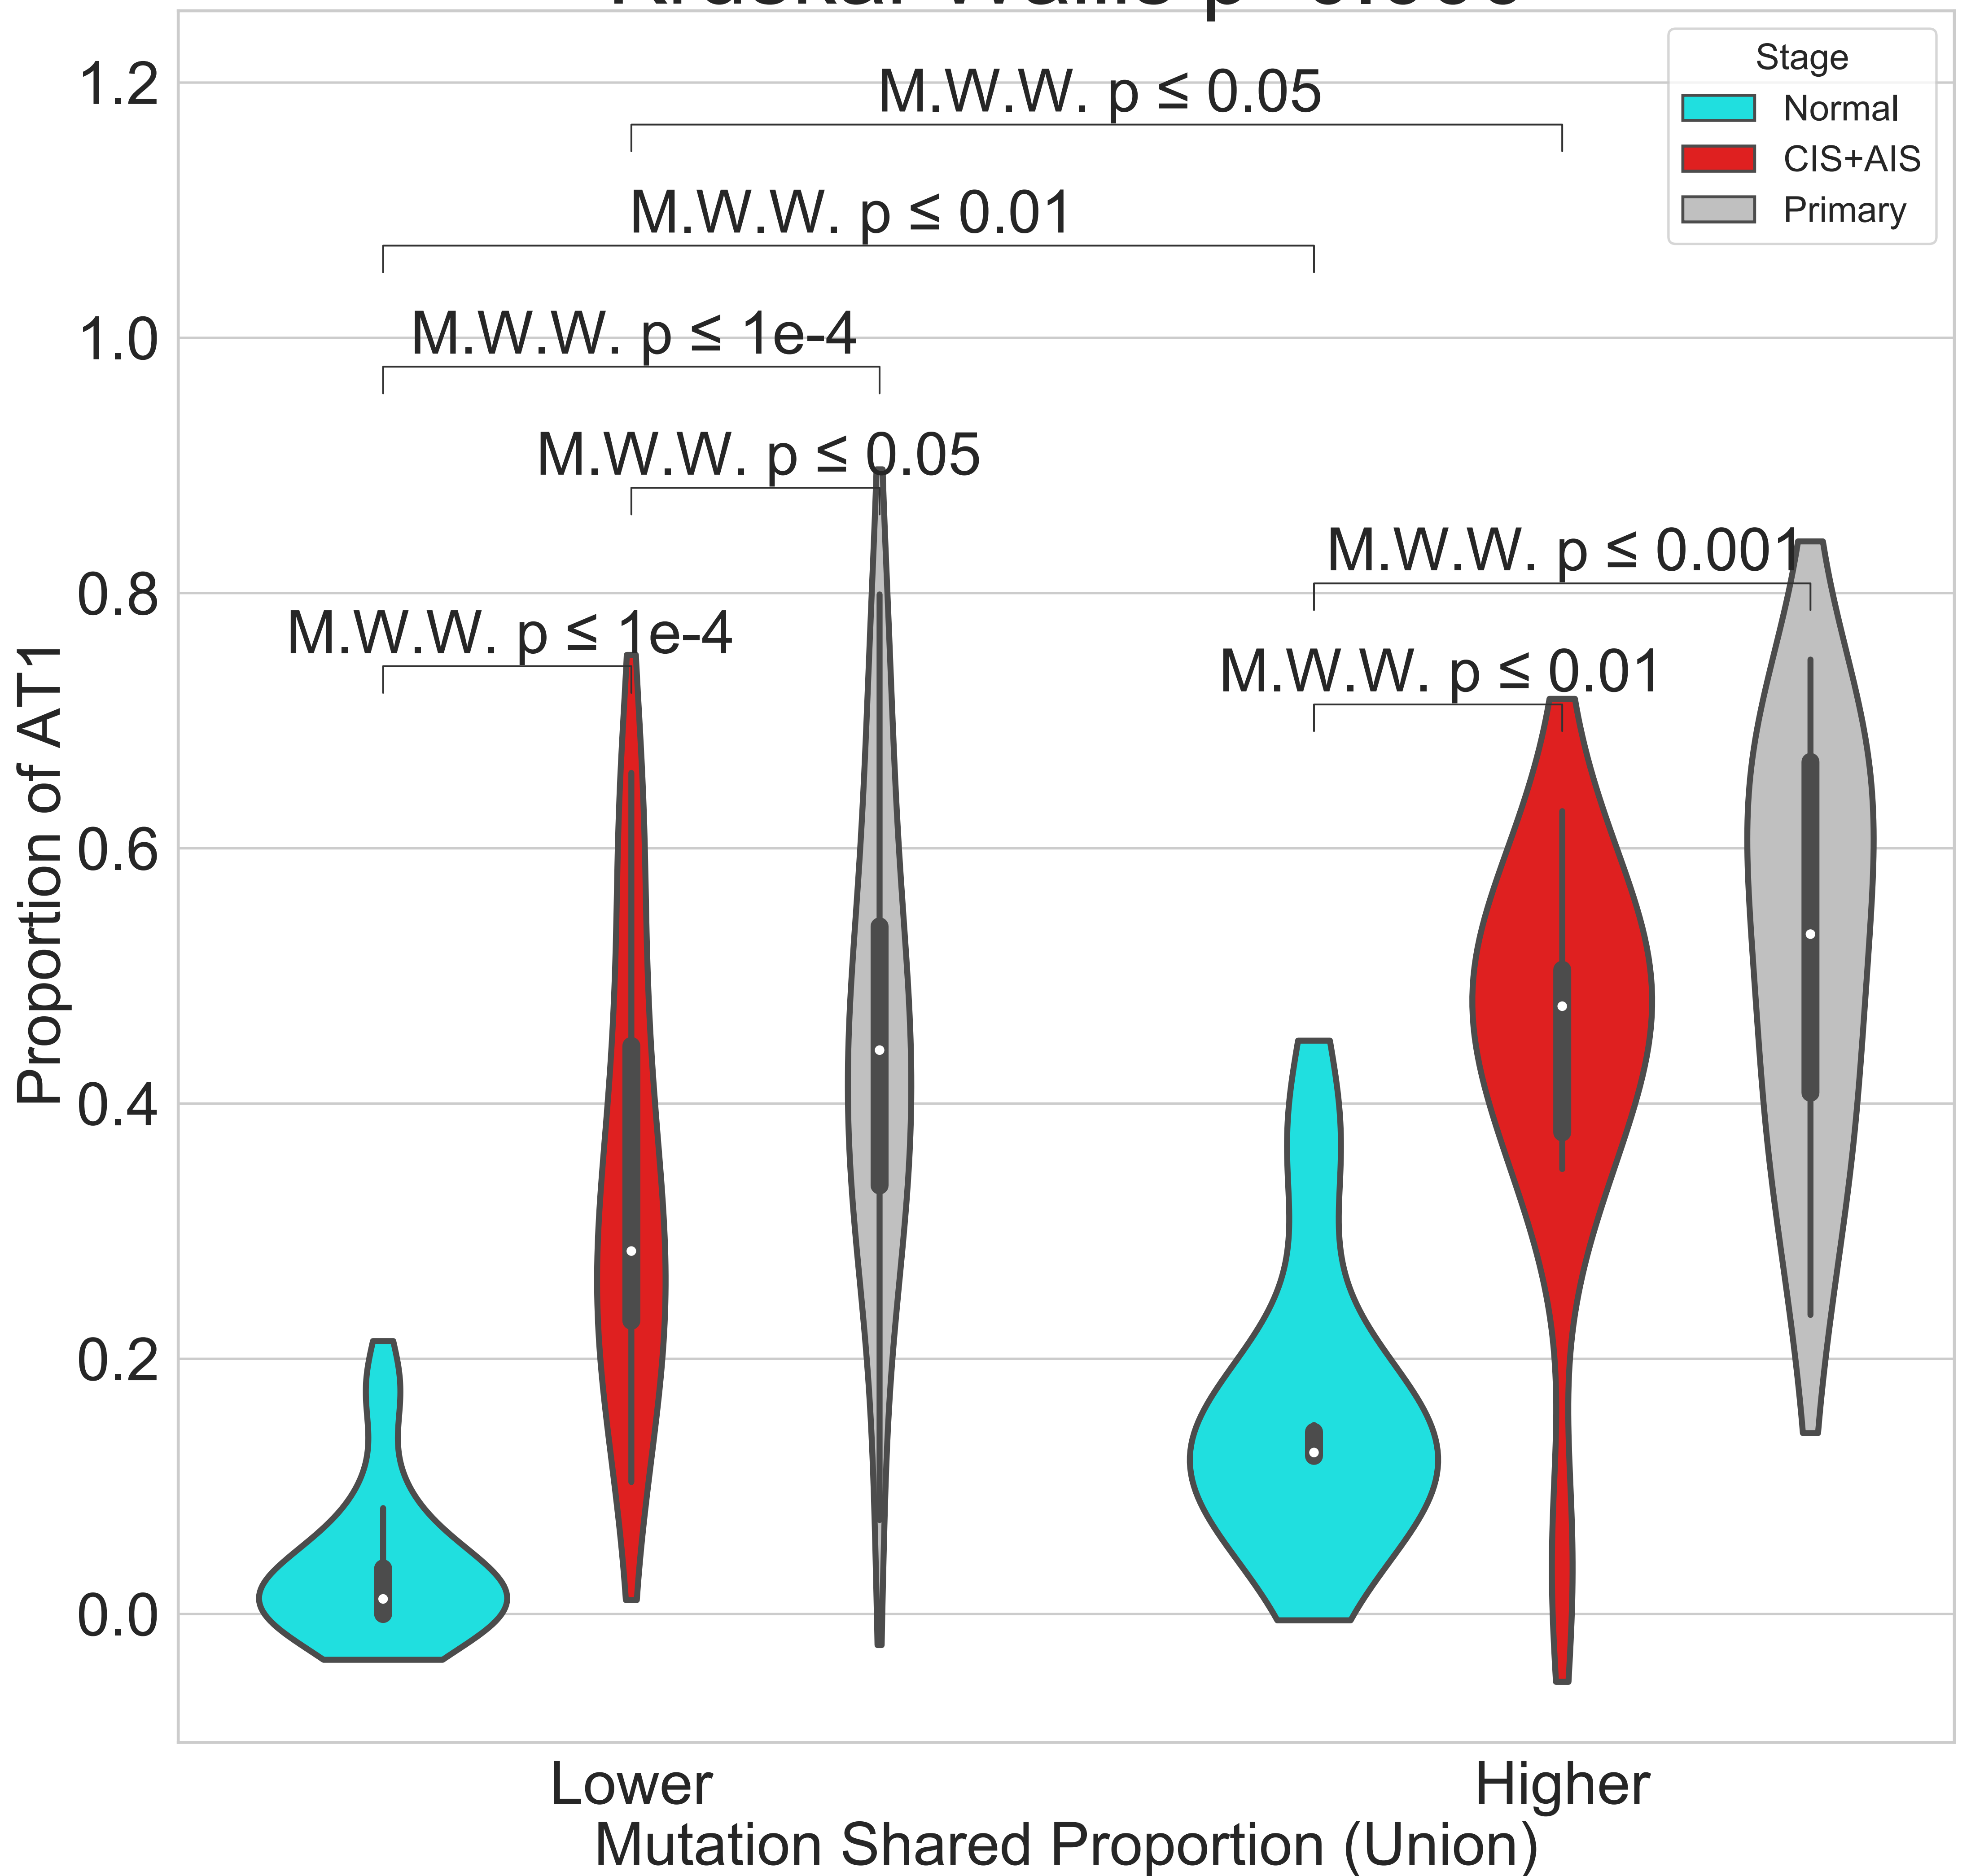 1.2
1.0
0.8
0.6
0.4
0.2
0.0
Proportion of AT1
M.W.W. p ≤ 0.05
M.W.W. p ≤ 0.01
M.W.W. p ≤ 1e-4
M.W.W. p ≤ 0.05
M.W.W. p ≤ 1e-4
M.W.W. p ≤ 0.001
M.W.W. p ≤ 0.01
Stage
Normal
CIS+AIS
Primary
Lower
Higher
Mutation Shared Proportion (Union)